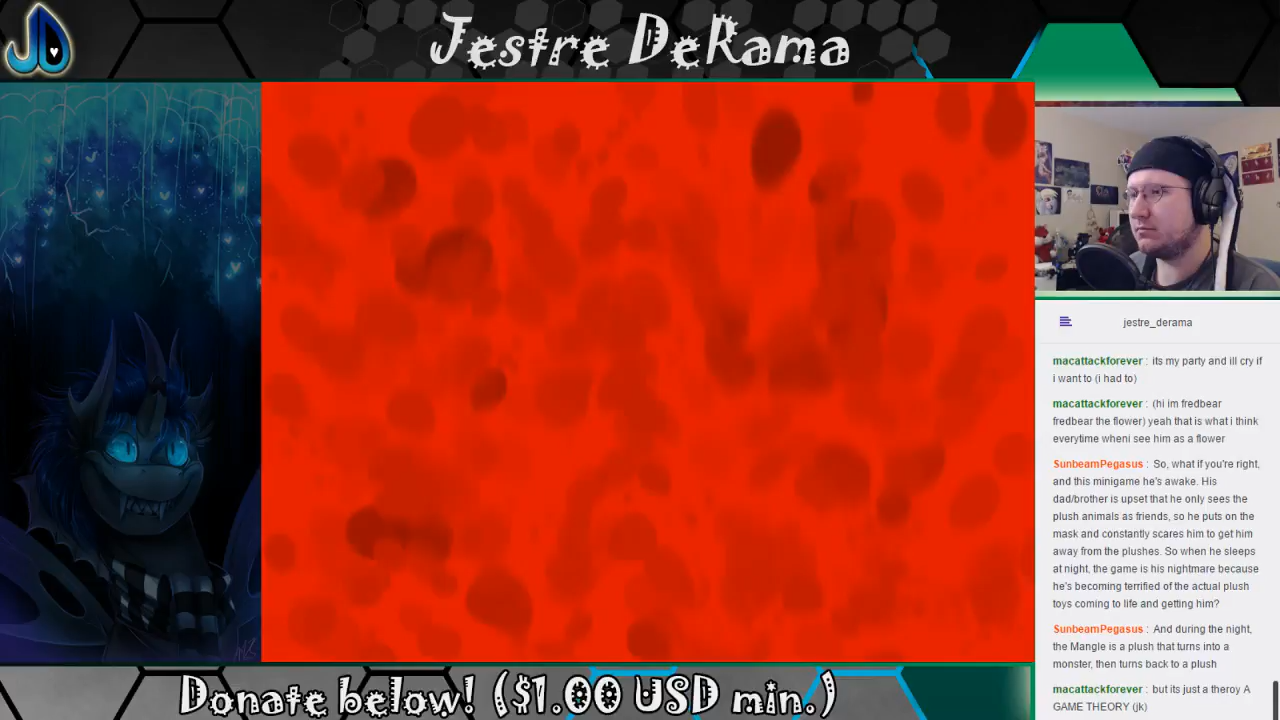 JD
Jestre DeRama
jestre_derama
macattackforever : its my party and ill cry if
i want to (i had to)
macattackforever : (hi im fredbear
fredbear the flower) yeah that is what i think
everytime wheni see him as a flower
SunbeamPegasus : So, what if you're right,
and this minigame he's awake. His
dad/brother is upset that he only sees the
plush animals as friends, so he puts on the
mask and constantly scares him to get him
away from the plushes. So when he sleeps
at night, the game is his nightmare because
he's becoming terrified of the actual plush
toys coming to life and getting him?
SunbeamPegasus : And during the night,
the Mangle is a plush that turns into a
monster, then turns back to a plush
macattackforever : but its just a theroy A
GAME THEORY (jk)
Donate below! ($1.00 USD min.)